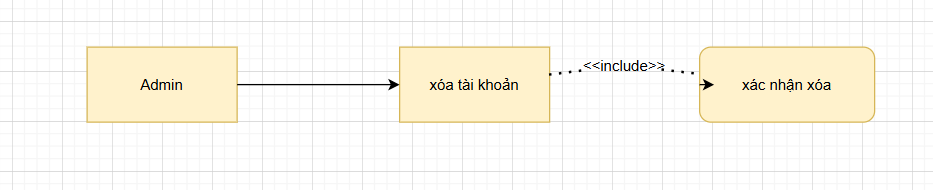 Admin
xóa tài khoản
<<include>>
xác nhận xóa